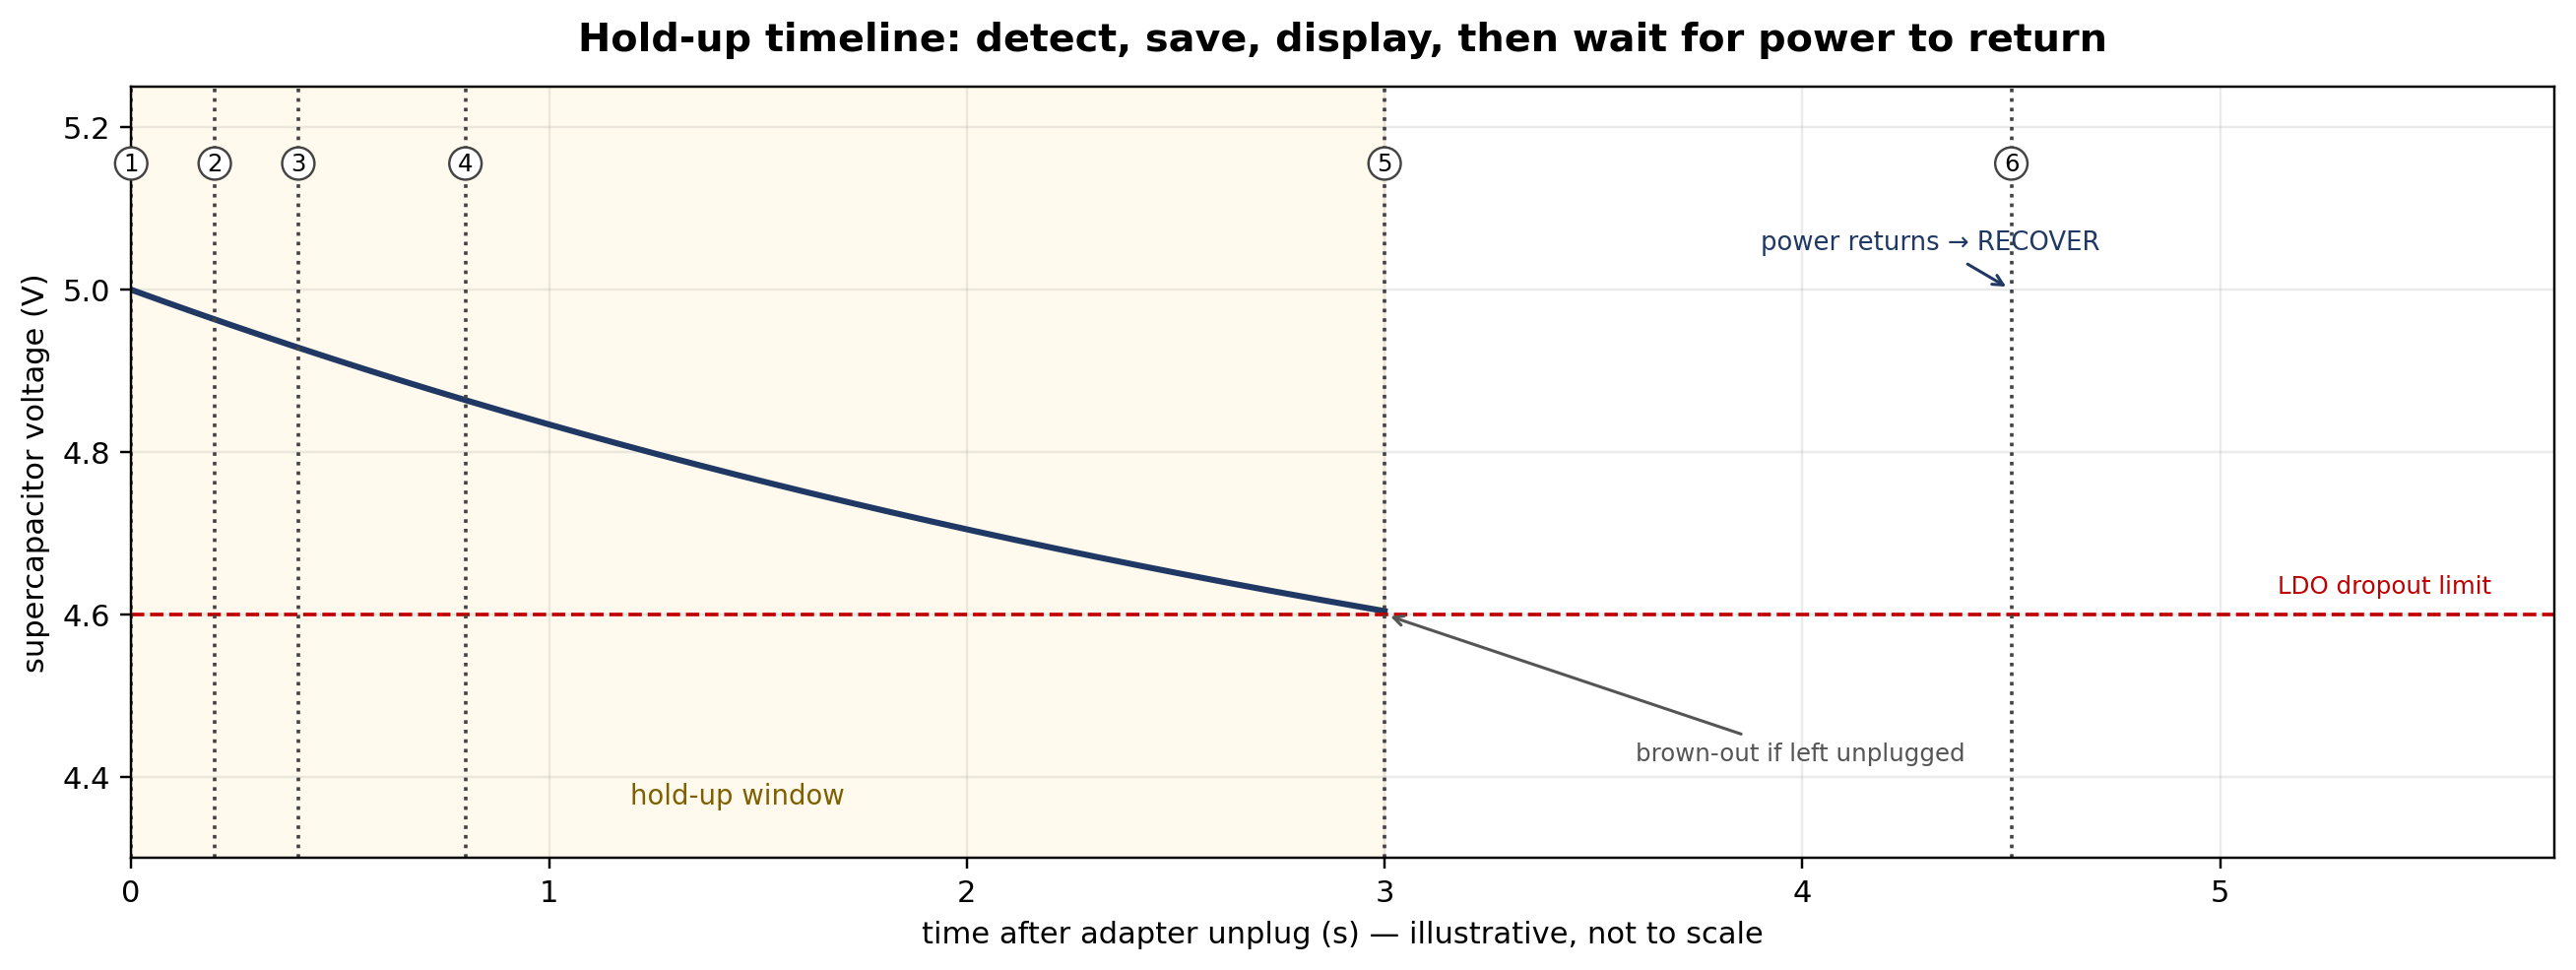 Hold-up timeline: detect, save, display, then wait for power to return
supercapacitor voltage (V)
5.2
5.0
4.8
4.6
4.4
1
2
3
4
5
6
power returns → RECOVER
LDO dropout limit
brown-out if left unplugged
hold-up window
0
1
2
3
4
5
time after adapter unplug (s) — illustrative, not to scale